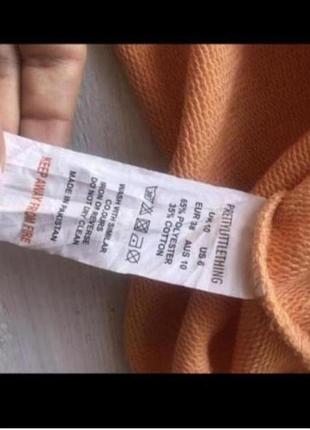 PRETTYLITTLETHING
UK 10 US 6
EUR 38 AUS 10
65% POLYESTER
35% COTTON
WASH WITH SIMILAR
COLOURS
IRON ON REVERSE
DO NOT DRY CLEAN
MADE IN PAKISTAN
KEEP AWAY FROM FIRE